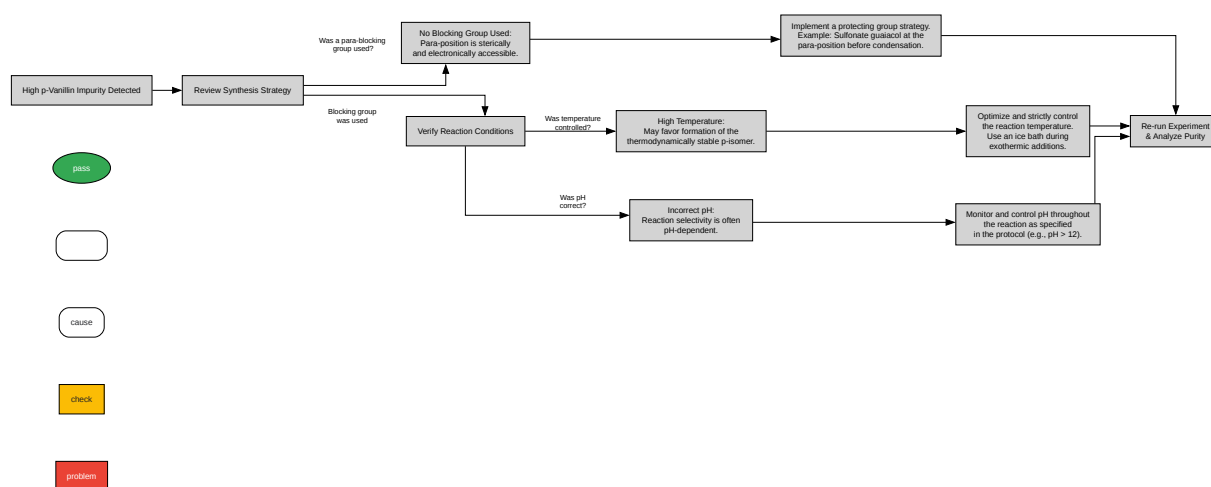 High p-Vanillin Impurity Detected
Review Synthesis Strategy
Was a para-blocking
group used?
Blocking group
was used
No Blocking Group Used:
Para-position is sterically
and electronically accessible.
Implement a protecting group strategy.
Example: Sulfonate guaiacol at the
para-position before condensation.
Verify Reaction Conditions
Was temperature
controlled?
High Temperature:
May favor formation of the
thermodynamically stable p-isomer.
Optimize and strictly control
the reaction temperature.
Use an ice bath during
exothermic additions.
Re-run Experiment
& Analyze Purity
Was pH
correct?
Incorrect pH:
Reaction selectivity is often
pH-dependent.
Monitor and control pH throughout
the reaction as specified
in the protocol (e.g., pH > 12).
pass
cause
check
problem